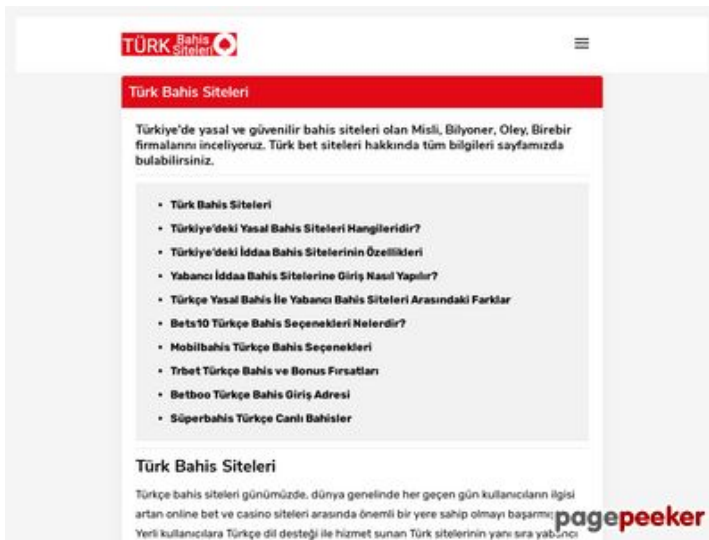 TÜRK Bahis Siteleri
Türk Bahis Siteleri
Türkiye'de yasal ve güvenilir bahis siteleri olan Misli, Bilyoner, Oley, Birebir
firmalarını inceliyoruz. Türk bet siteleri hakkında tüm bilgileri sayfamızda
bulabilirsiniz.
• Türk Bahis Siteleri
• Türkiye'deki Yasal Bahis Siteleri Hangileridir?
• Türkiye'deki İddaa Bahis Sitelerinin Özellikleri
• Yabancı İddaa Bahis Sitelerine Giriş Nasıl Yapılır?
• Türkçe Yasal Bahis İle Yabancı Bahis Siteleri Arasındaki Farklar
• Bets10 Türkçe Bahis Seçenekleri Nelerdir?
• Mobilbahis Türkçe Bahis Seçenekleri
• Trbet Türkçe Bahis ve Bonus Fırsatları
• Betboo Türkçe Bahis Giriş Adresi
• Süperbahis Türkçe Canlı Bahisler
Türk Bahis Siteleri
Türkçe bahis siteleri günümüzde, dünya genelinde her geçen gün kullanıcıların ilgisi
artan online bet ve casino siteleri arasında önemli bir yere sahip olmayı
Yerli kullanıcılara Türkçe dil desteği ile hizmet sunan Türk sitelerinin yanı sıra
pagepeeker